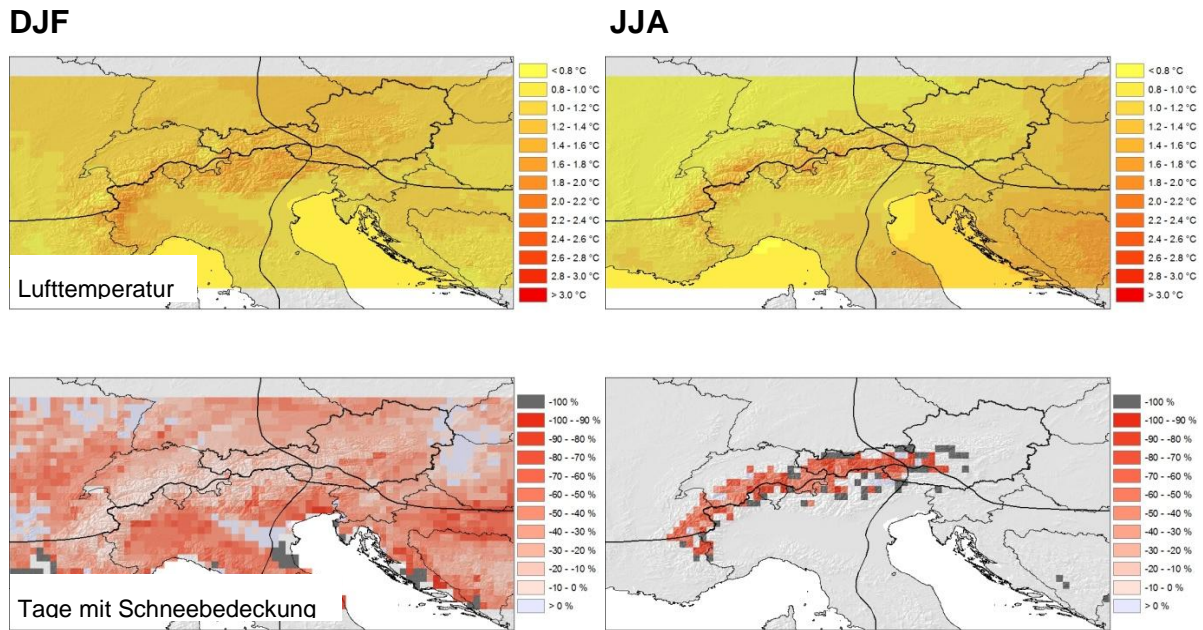 DJF
JJA
< 0.8 °C
0.8 - 1.0 °C
1.0 - 1.2 °C
1.2 - 1.4 °C
1.4 - 1.6 °C
1.6 - 1.8 °C
1.8 - 2.0 °C
2.0 - 2.2 °C
2.2 - 2.4 °C
2.4 - 2.6 °C
2.6 - 2.8 °C
2.8 - 3.0 °C
> 3.0 °C
Lufttemperatur
< 0.8 °C
0.8 - 1.0 °C
1.0 - 1.2 °C
1.2 - 1.4 °C
1.4 - 1.6 °C
1.6 - 1.8 °C
1.8 - 2.0 °C
2.0 - 2.2 °C
2.2 - 2.4 °C
2.4 - 2.6 °C
2.6 - 2.8 °C
2.8 - 3.0 °C
> 3.0 °C
-100 %
-100 - -90 %
-90 - -80 %
-80 - -70 %
-70 - -60 %
-60 - -50 %
-50 - -40 %
-40 - -30 %
-30 - -20 %
-20 - -10 %
-10 - 0 %
> 0 %
Tage mit Schneebedeckung
-100 %
-100 - -90 %
-90 - -80 %
-80 - -70 %
-70 - -60 %
-60 - -50 %
-50 - -40 %
-40 - -30 %
-30 - -20 %
-20 - -10 %
-10 - 0 %
> 0 %